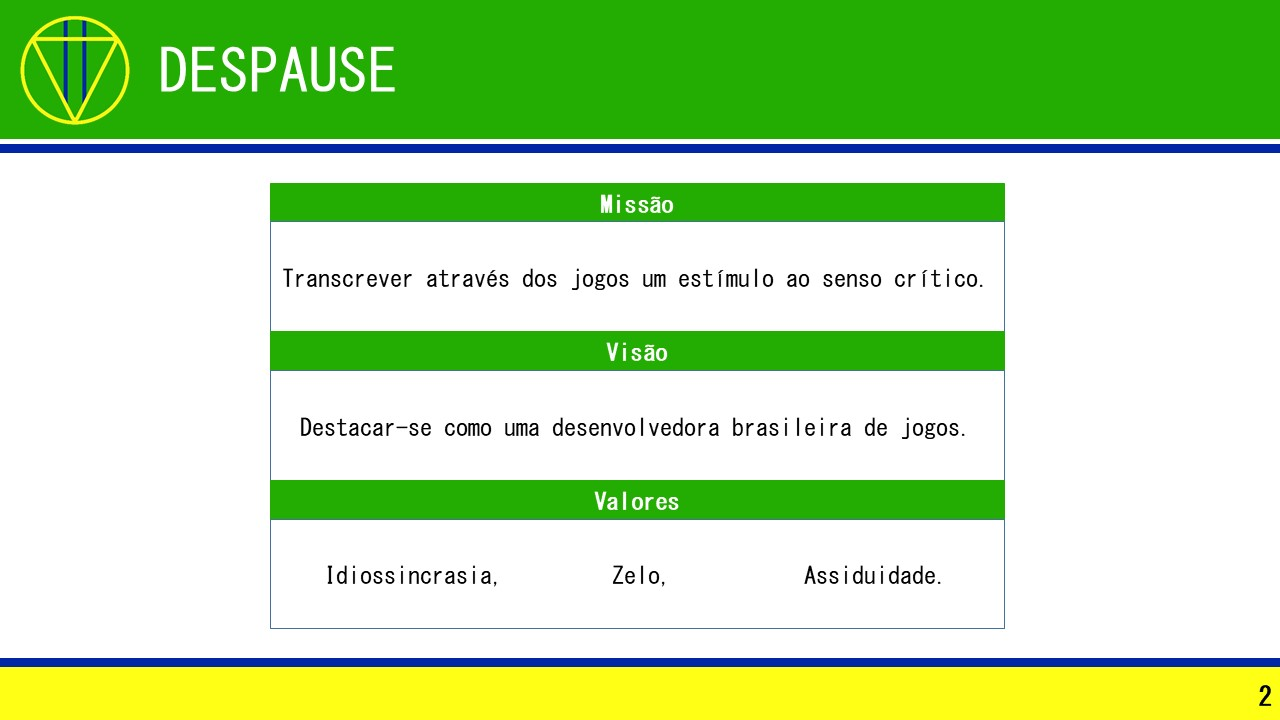 DESPAUSE
Missão
Transcrever através dos jogos um estímulo ao senso crítico.
Visão
Destacar-se como uma desenvolvedora brasileira de jogos.
Valores
Idiossincrasia, Zelo, Assiduidade.
2